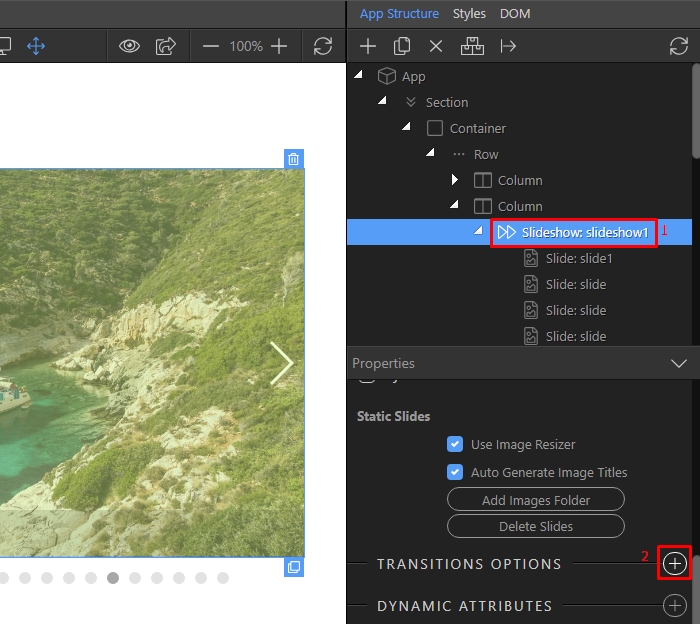 App Structure Styles DOM
100%
App
Section
Container
Row
Column
Column
Slideshow: slideshow1 1
Slide: slide1
Slide: slide
Slide: slide
Slide: slide
Properties
Static Slides
Use Image Resizer
Auto Generate Image Titles
Add Images Folder
Delete Slides
2
TRANSITIONS OPTIONS
DYNAMIC ATTRIBUTES